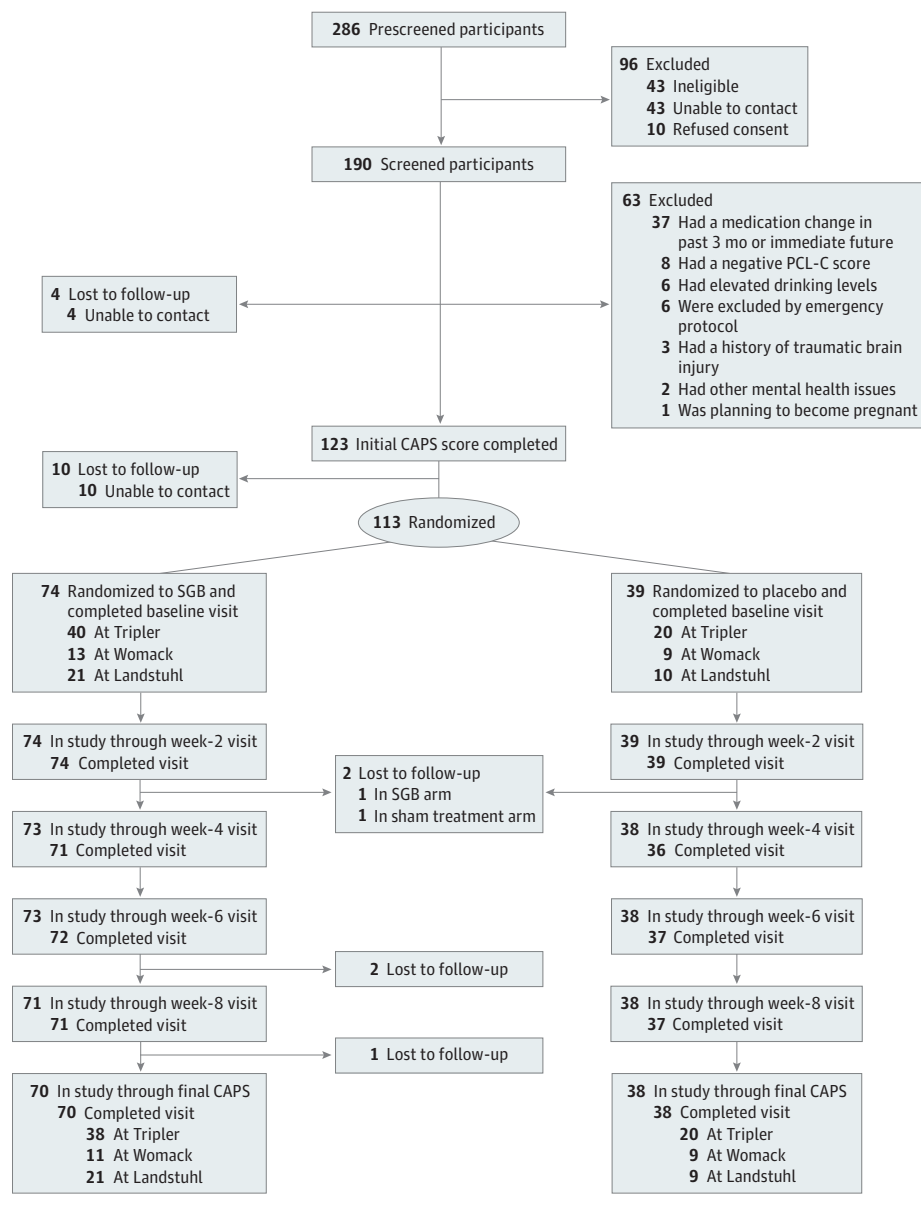 286 Prescreened participants
96 Excluded
43 Ineligible
43 Unable to contact
10 Refused consent
190 Screened participants
63 Excluded
37 Had a medication change in
past 3 mo or immediate future
8 Had a negative PCL-C score
6 Had elevated drinking levels
6 Were excluded by emergency
protocol
3 Had a history of traumatic brain
injury
2 Had other mental health issues
1 Was planning to become pregnant
4 Lost to follow-up
4 Unable to contact
123 Initial CAPS score completed
10 Lost to follow-up
10 Unable to contact
113 Randomized
74 Randomized to SGB and
completed baseline visit
40 At Tripler
13 At Womack
21 At Landstuhl
39 Randomized to placebo and
completed baseline visit
20 At Tripler
9 At Womack
10 At Landstuhl
74 In study through week-2 visit
74 Completed visit
39 In study through week-2 visit
39 Completed visit
2 Lost to follow-up
1 In SGB arm
1 In sham treatment arm
73 In study through week-4 visit
71 Completed visit
38 In study through week-4 visit
36 Completed visit
73 In study through week-6 visit
72 Completed visit
38 In study through week-6 visit
37 Completed visit
2 Lost to follow-up
71 In study through week-8 visit
71 Completed visit
38 In study through week-8 visit
37 Completed visit
1 Lost to follow-up
70 In study through final CAPS
70 Completed visit
38 At Tripler
11 At Womack
21 At Landstuhl
38 In study through final CAPS
38 Completed visit
20 At Tripler
9 At Womack
9 At Landstuhl